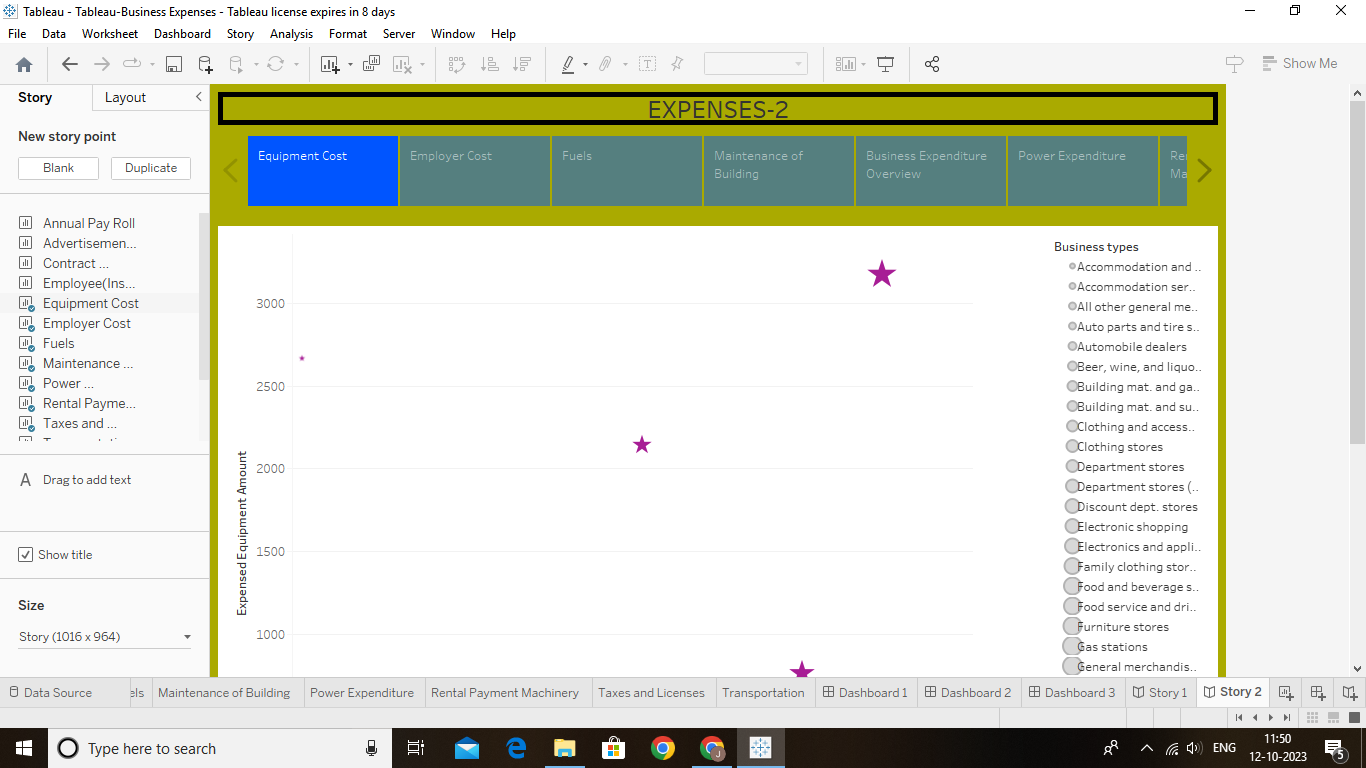 Tableau - Tableau-Business Expenses - Tableau license expires in 8 days
File Data Worksheet Dashboard Story Analysis Format Server Window Help
Show Me
Story Layout
New story point
Blank Duplicate
Annual Pay Roll
Advertisemen...
Contract ...
Employee(Ins...
Equipment Cost
Employer Cost
Fuels
Maintenance ...
Power ...
Rental Payme...
Taxes and ...
A Drag to add text
Show title
Size
Story (1016 x 964)
EXPENSES-2
Equipment Cost
Employer Cost
Fuels
Maintenance of
Building
Business Expenditure
Overview
Power Expenditure
Re
Ma
3000
2500
2000
1500
1000
Expensed Equipment Amount
Business types
Accommodation and ..
Accommodation ser..
All other general me..
Auto parts and tire s..
Automobile dealers
Beer, wine, and liquo..
Building mat. and ga..
Building mat. and su..
Clothing and access..
Clothing stores
Department stores
Department stores (..
Discount dept. stores
Electronic shopping
Electronics and appli..
Family clothing stor..
Food and beverage s..
Food service and dri..
Furniture stores
Gas stations
General merchandis..
Data Source els Maintenance of Building Power Expenditure Rental Payment Machinery Taxes and Licenses Transportation Dashboard 1 Dashboard 2 Dashboard 3 Story 1 Story 2
Type here to search
J
ENG
11:50
12-10-2023
5